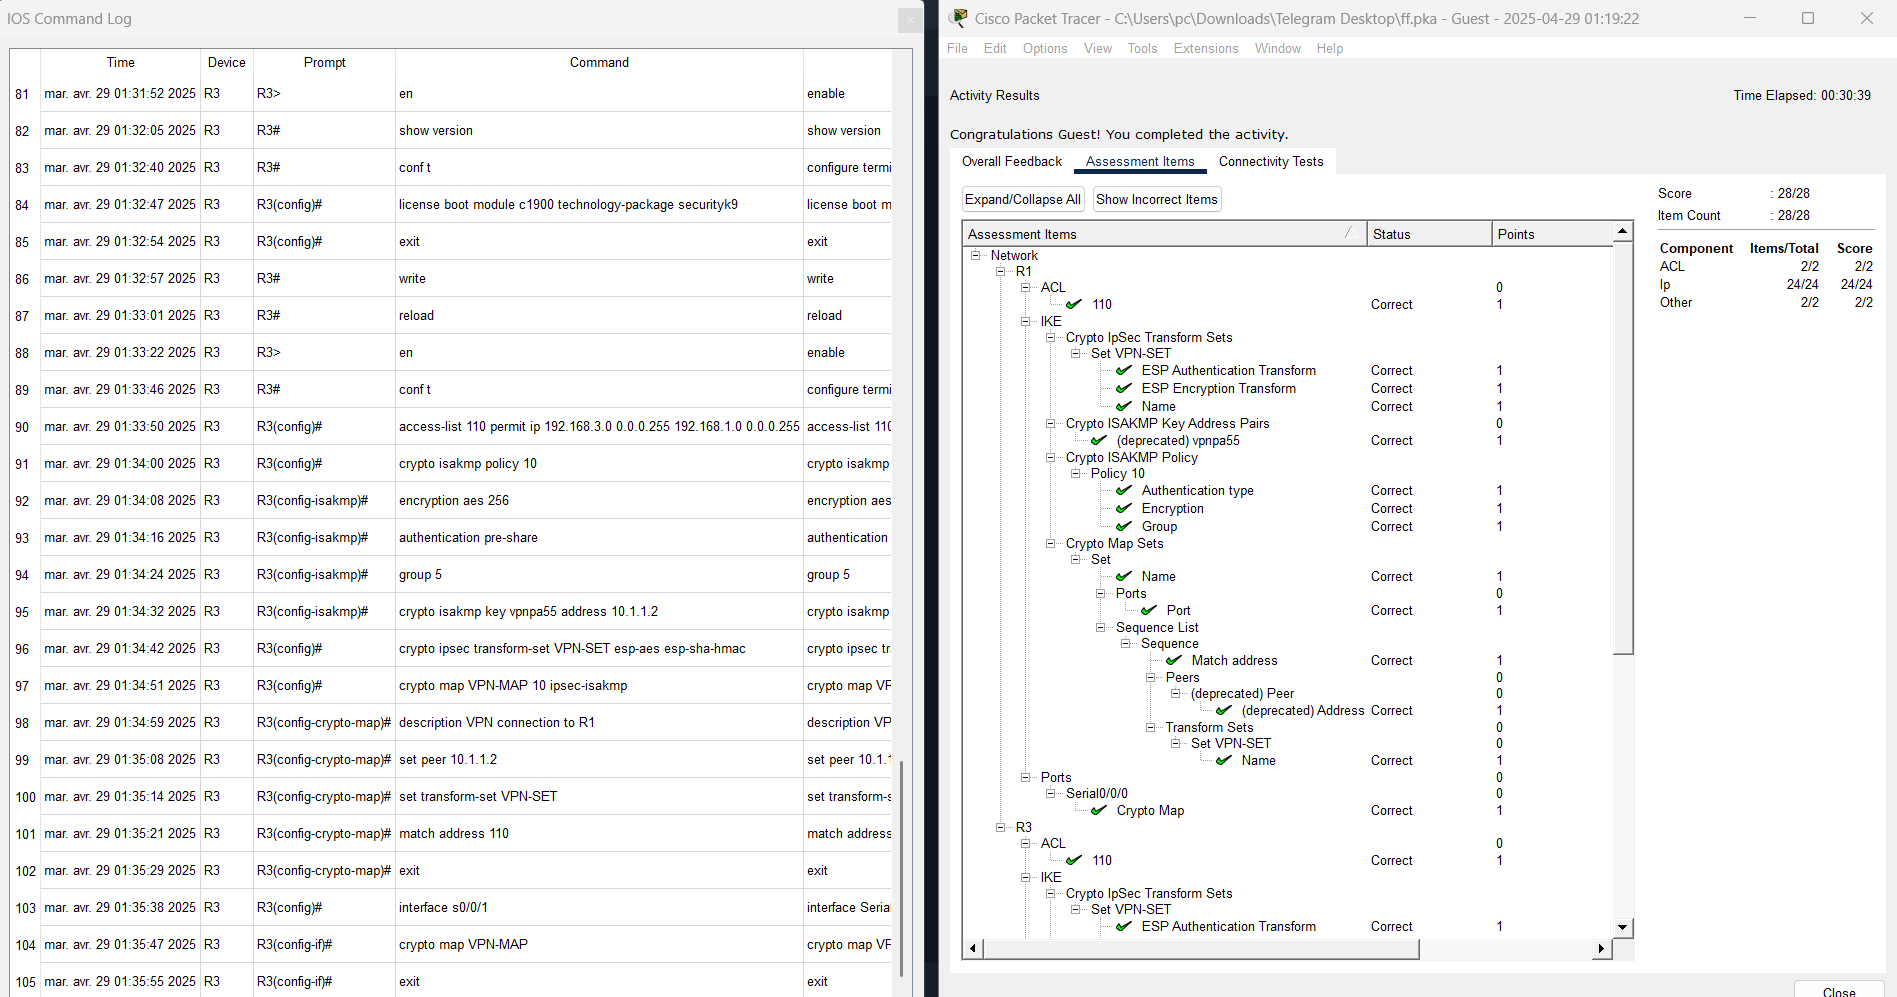 IOS Command Log
Time Device Prompt Command
81 mar. avr. 29 01:31:52 2025 R3 R3> en enable
82 mar. avr. 29 01:32:05 2025 R3 R3# show version show version
83 mar. avr. 29 01:32:40 2025 R3 R3# conf t configure termi
84 mar. avr. 29 01:32:47 2025 R3 R3(config)# license boot module c1900 technology-package securityk9 license boot m
85 mar. avr. 29 01:32:54 2025 R3 R3(config)# exit exit
86 mar. avr. 29 01:32:57 2025 R3 R3# write write
87 mar. avr. 29 01:33:01 2025 R3 R3# reload reload
88 mar. avr. 29 01:33:22 2025 R3 R3> en enable
89 mar. avr. 29 01:33:46 2025 R3 R3# conf t configure termi
90 mar. avr. 29 01:33:50 2025 R3 R3(config)# access-list 110 permit ip 192.168.3.0 0.0.0.255 192.168.1.0 0.0.0.255 access-list 110
91 mar. avr. 29 01:34:00 2025 R3 R3(config)# crypto isakmp policy 10 crypto isakmp
92 mar. avr. 29 01:34:08 2025 R3 R3(config-isakmp)# encryption aes 256 encryption aes
93 mar. avr. 29 01:34:16 2025 R3 R3(config-isakmp)# authentication pre-share authentication
94 mar. avr. 29 01:34:24 2025 R3 R3(config-isakmp)# group 5 group 5
95 mar. avr. 29 01:34:32 2025 R3 R3(config-isakmp)# crypto isakmp key vpnpa55 address 10.1.1.2 crypto isakmp
96 mar. avr. 29 01:34:42 2025 R3 R3(config)# crypto ipsec transform-set VPN-SET esp-aes esp-sha-hmac crypto ipsec tr
97 mar. avr. 29 01:34:51 2025 R3 R3(config)# crypto map VPN-MAP 10 ipsec-isakmp crypto map VF
98 mar. avr. 29 01:34:59 2025 R3 R3(config-crypto-map)# description VPN connection to R1 description VP
99 mar. avr. 29 01:35:08 2025 R3 R3(config-crypto-map)# set peer 10.1.1.2 set peer 10.1.1
100 mar. avr. 29 01:35:14 2025 R3 R3(config-crypto-map)# set transform-set VPN-SET set transform-s
101 mar. avr. 29 01:35:21 2025 R3 R3(config-crypto-map)# match address 110 match address
102 mar. avr. 29 01:35:29 2025 R3 R3(config-crypto-map)# exit exit
103 mar. avr. 29 01:35:38 2025 R3 R3(config)# interface s0/0/1 interface Serial
104 mar. avr. 29 01:35:47 2025 R3 R3(config-if)# crypto map VPN-MAP crypto map VF
105 mar. avr. 29 01:35:55 2025 R3 R3(config-if)# exit exit
Cisco Packet Tracer - C:\Users\pc\Downloads\Telegram Desktop\ff.pka - Guest - 2025-04-29 01:19:22
File Edit Options View Tools Extensions Window Help
Activity Results Time Elapsed: 00:30:39
Congratulations Guest! You completed the activity.
Overall Feedback Assessment Items Connectivity Tests
Expand/Collapse All Show Incorrect Items
Assessment Items Status Points
Network
R1
ACL 0
110 Correct 1
IKE
Crypto IpSec Transform Sets
Set VPN-SET
ESP Authentication Transform Correct 1
ESP Encryption Transform Correct 1
Name Correct 1
Crypto ISAKMP Key Address Pairs 0
(deprecated) vpnpa55 Correct 1
Crypto ISAKMP Policy
Policy 10
Authentication type Correct 1
Encryption Correct 1
Group Correct 1
Crypto Map Sets
Set
Name Correct 1
Ports 0
Port Correct 1
Sequence List
Sequence
Match address Correct 1
Peers 0
(deprecated) Peer 0
(deprecated) Address Correct 1
Transform Sets 0
Set VPN-SET 0
Name Correct 1
Ports 0
Serial0/0/0 0
Crypto Map Correct 1
R3
ACL 0
110 Correct 1
IKE
Crypto IpSec Transform Sets
Set VPN-SET
ESP Authentication Transform Correct 1
Score : 28/28
Item Count : 28/28
Component Items/Total Score
ACL 2/2 2/2
Ip 24/24 24/24
Other 2/2 2/2
Close